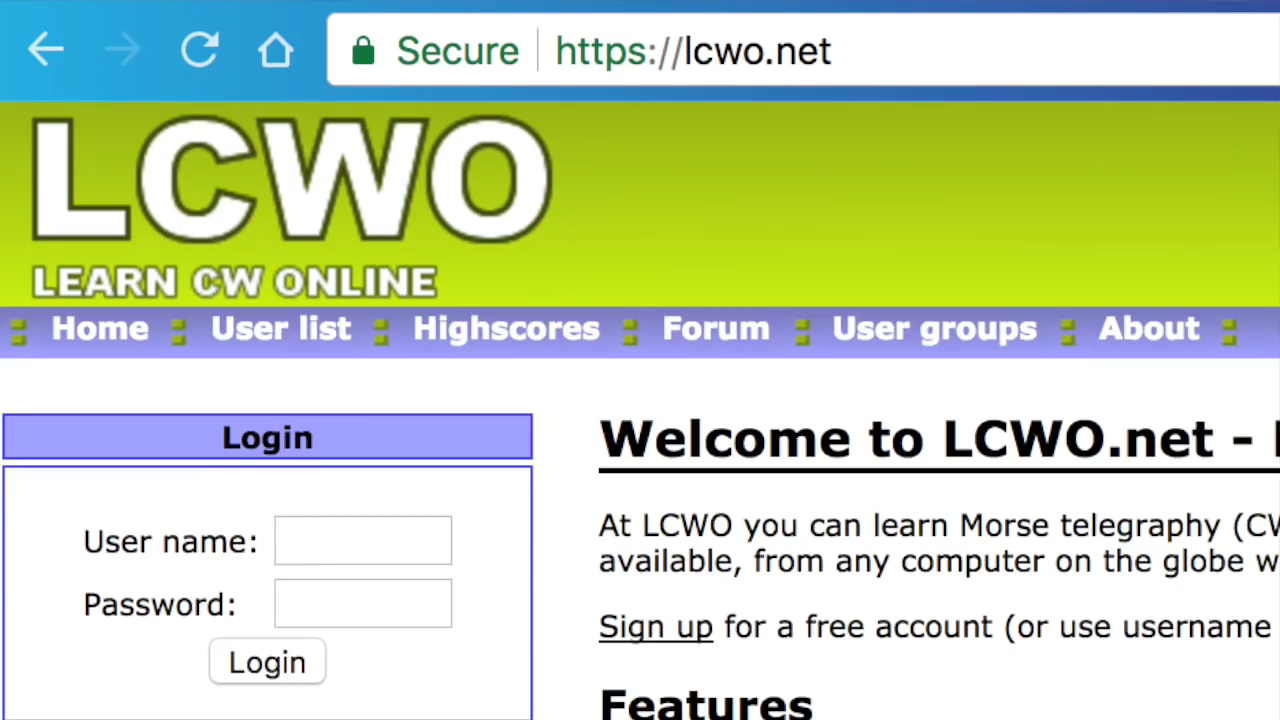 Secure https://lcwo.net
LCWO
LEARN CW ONLINE
Home User list Highscores Forum User groups About
Login
Welcome to LCWO.net -
At LCWO you can learn Morse telegraphy (CW
available, from any computer on the globe w
User name:
Password:
Sign up for a free account (or use username
Login
Features